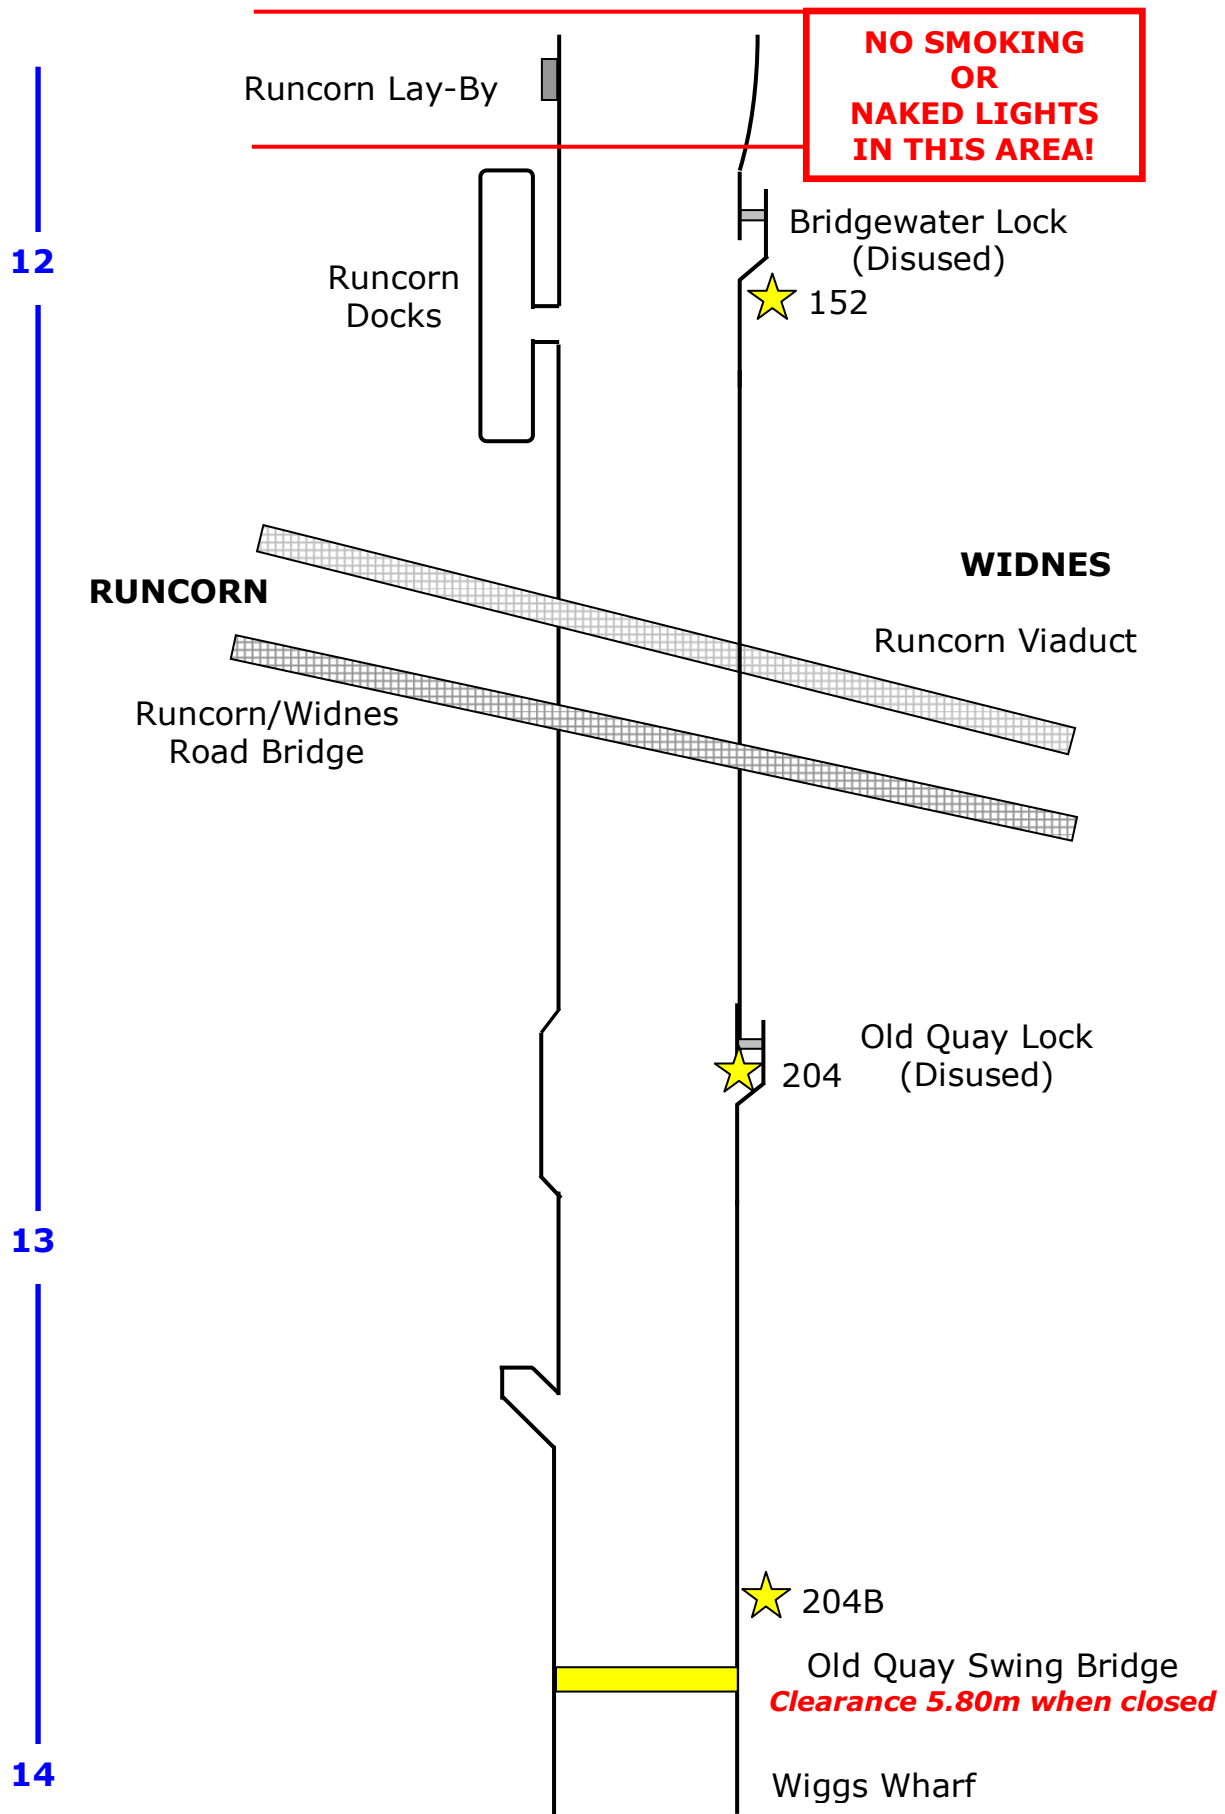 NO SMOKING
OR
NAKED LIGHTS
IN THIS AREA!
Runcorn Lay-By
Bridgewater Lock
(Disused)
12
Runcorn
Docks
152
WIDNES
RUNCORN
Runcorn Viaduct
Runcorn/Widnes
Road Bridge
Old Quay Lock
(Disused)
204
13
204B
Old Quay Swing Bridge
Clearance 5.80m when closed
14
Wiggs Wharf